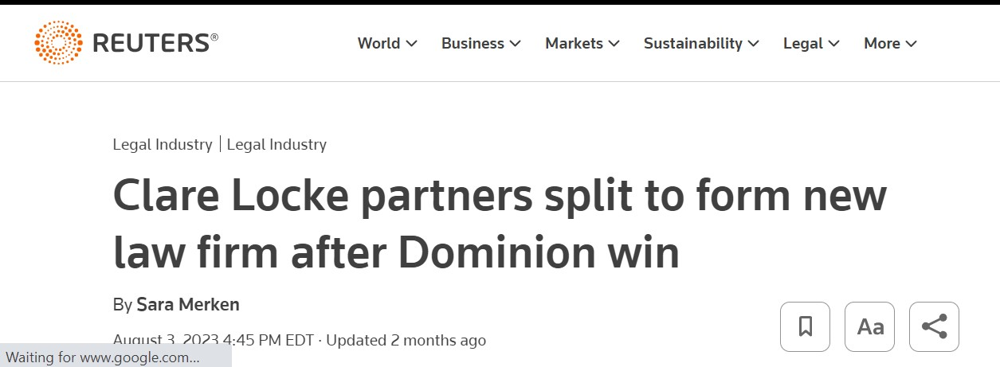 REUTERS®
World Business Markets Sustainability Legal More
Legal Industry | Legal Industry
Clare Locke partners split to form new
law firm after Dominion win
By Sara Merken
Aa
August 3, 2023 4:45 PM EDT · Updated 2 months ago
Waiting for www.google.com...